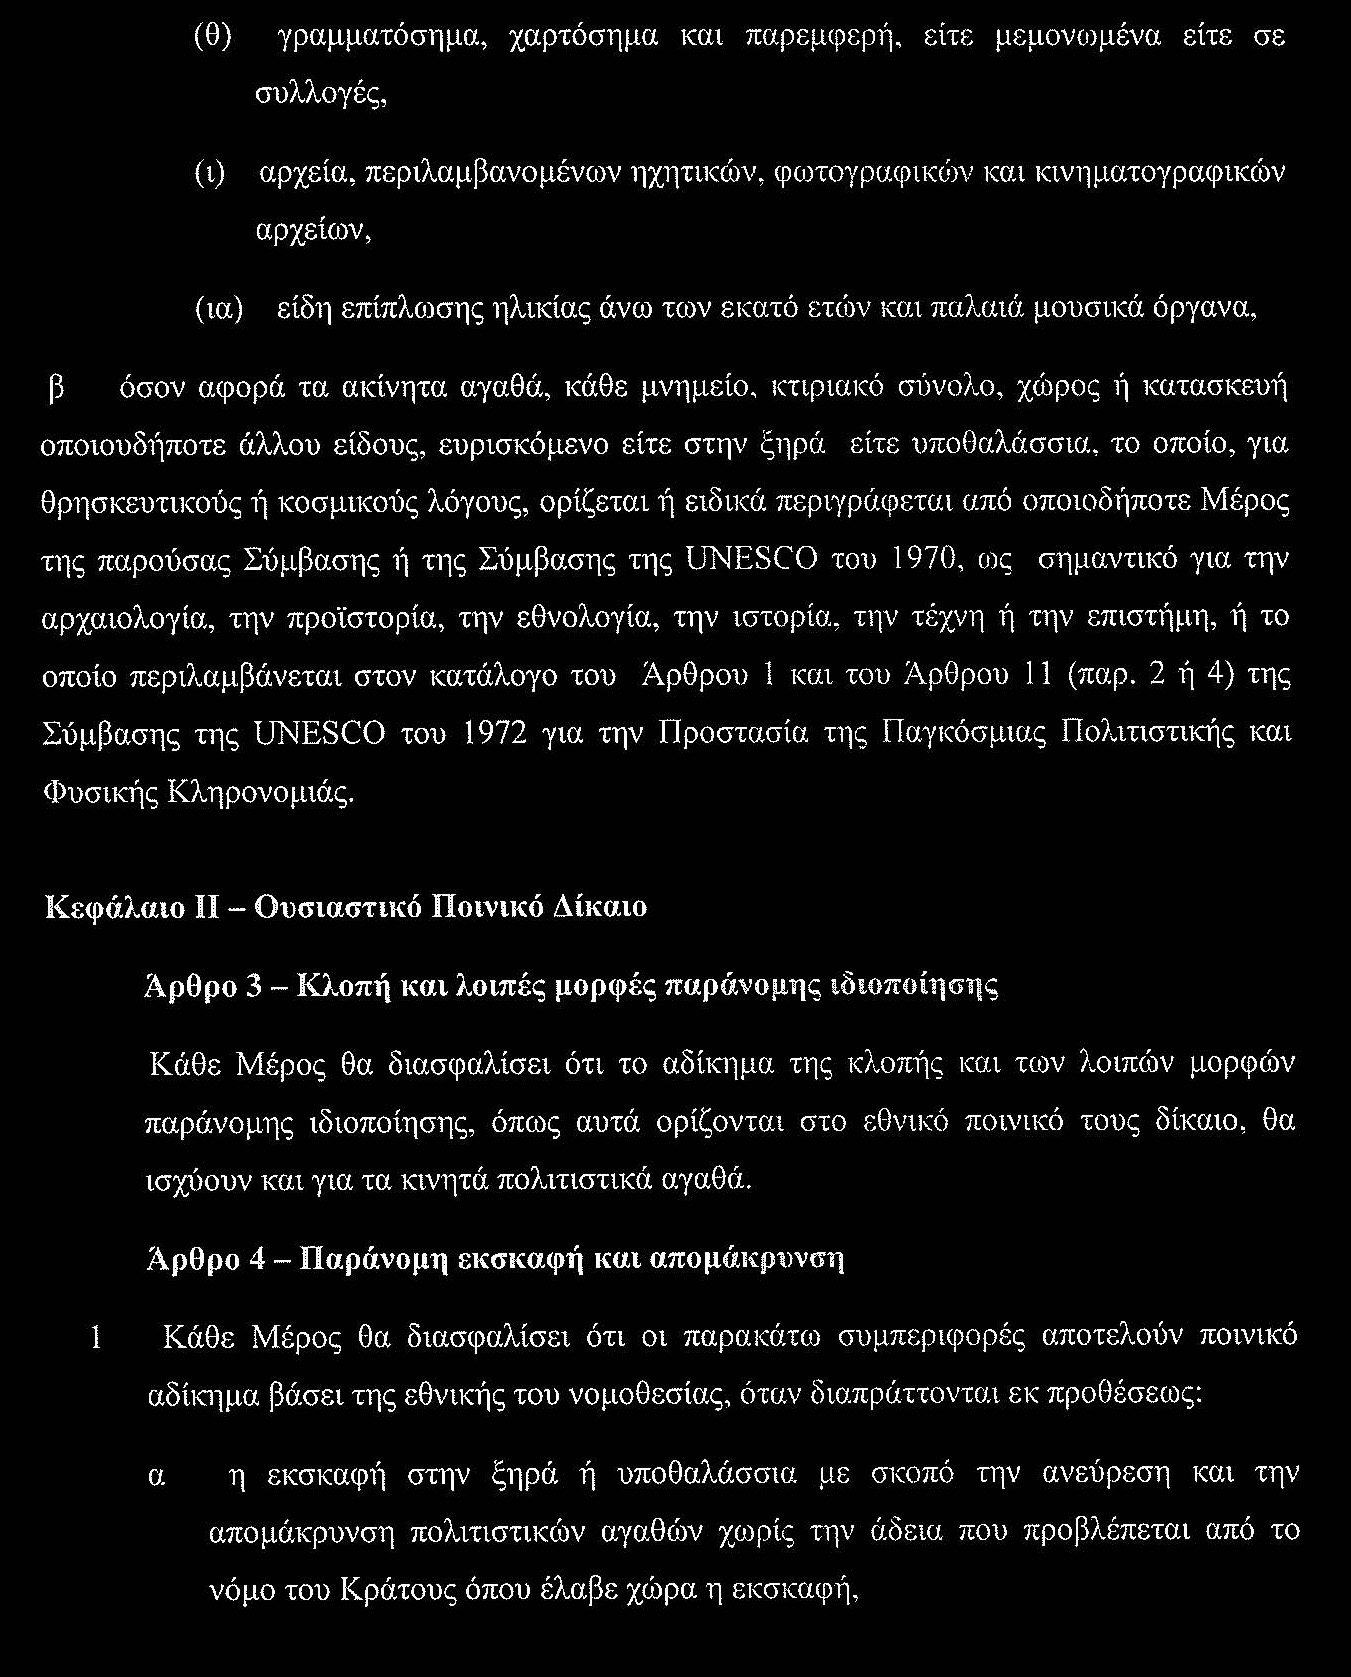 (θ) γραμματόσημα, χαρτόσημα και παρεμφερή, είτε μεμονωμένα είτε σε
συλλογές,
(ι) αρχεία, περιλαμβανομένων ηχητικών, φωτογραφικών και κινηματογραφικών
αρχείων,
(ια) είδη επίπλωσης ηλικίας άνω των εκατό ετών και παλαιά μουσικά όργανα,
β όσον αφορά τα ακίνητα αγαθά, κάθε μνημείο, κτιριακό σύνολο, χώρος ή κατασκευή
οποιουδήποτε άλλου είδους, ευρισκόμενο είτε στην ξηρά είτε υποθαλάσσια, το οποίο, για
θρησκευτικούς ή κοσμικούς λόγους, ορίζεται ή ειδικά περιγράφεται από οποιοδήποτε Μέρος
της παρούσας Σύμβασης ή της Σύμβασης της UNESCO του 1970, ως σημαντικό για την
αρχαιολογία, την προϊστορία, την εθνολογία, την ιστορία, την τέχνη ή την επιστήμη, ή το
οποίο περιλαμβάνεται στον κατάλογο του Άρθρου 1 και του Άρθρου 11 (παρ. 2 ή 4) της
Σύμβασης της UNESCO του 1972 για την Προστασία της Παγκόσμιας Πολιτιστικής και
Φυσικής Κληρονομιάς.
Κεφάλαιο II – Ουσιαστικό Ποινικό Δίκαιο
Άρθρο 3 – Κλοπή και λοιπές μορφές παράνομης ιδιοποίησης
Κάθε Μέρος θα διασφαλίσει ότι το αδίκημα της κλοπής και των λοιπών μορφών
παράνομης ιδιοποίησης, όπως αυτά ορίζονται στο εθνικό ποινικό τους δίκαιο, θα
ισχύουν και για τα κινητά πολιτιστικά αγαθά.
Άρθρο 4 – Παράνομη εκσκαφή και απομάκρυνση
1 Κάθε Μέρος θα διασφαλίσει ότι οι παρακάτω συμπεριφορές αποτελούν ποινικό
αδίκημα βάσει της εθνικής του νομοθεσίας, όταν διαπράττονται εκ προθέσεως:
α η εκσκαφή στην ξηρά ή υποθαλάσσια με σκοπό την ανεύρεση και την
απομάκρυνση πολιτιστικών αγαθών χωρίς την άδεια που προβλέπεται από το
νόμο του Κράτους όπου έλαβε χώρα η εκσκαφή,